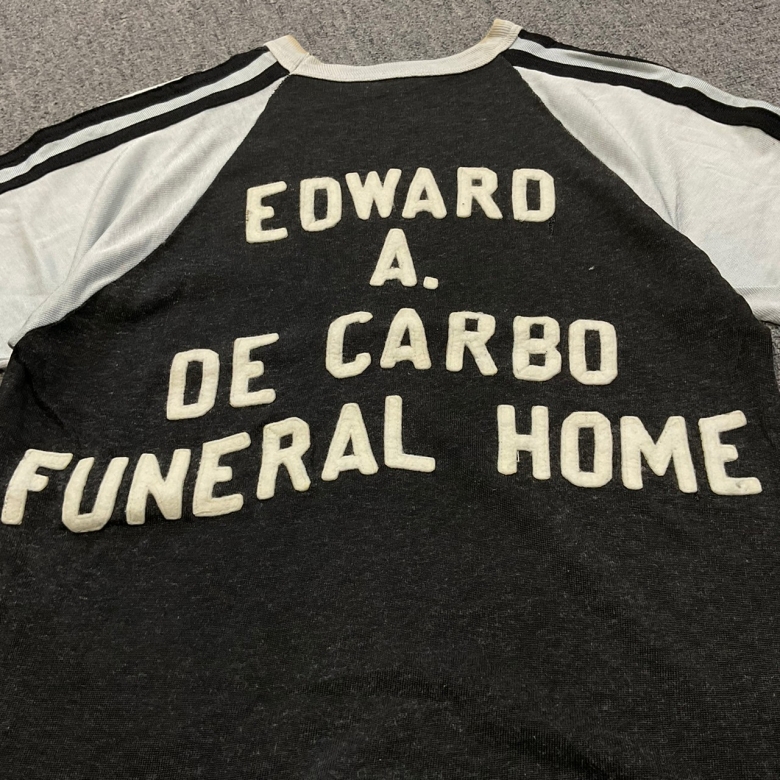 EDWARD
A.
DE CARBO
FUNERAL HOME